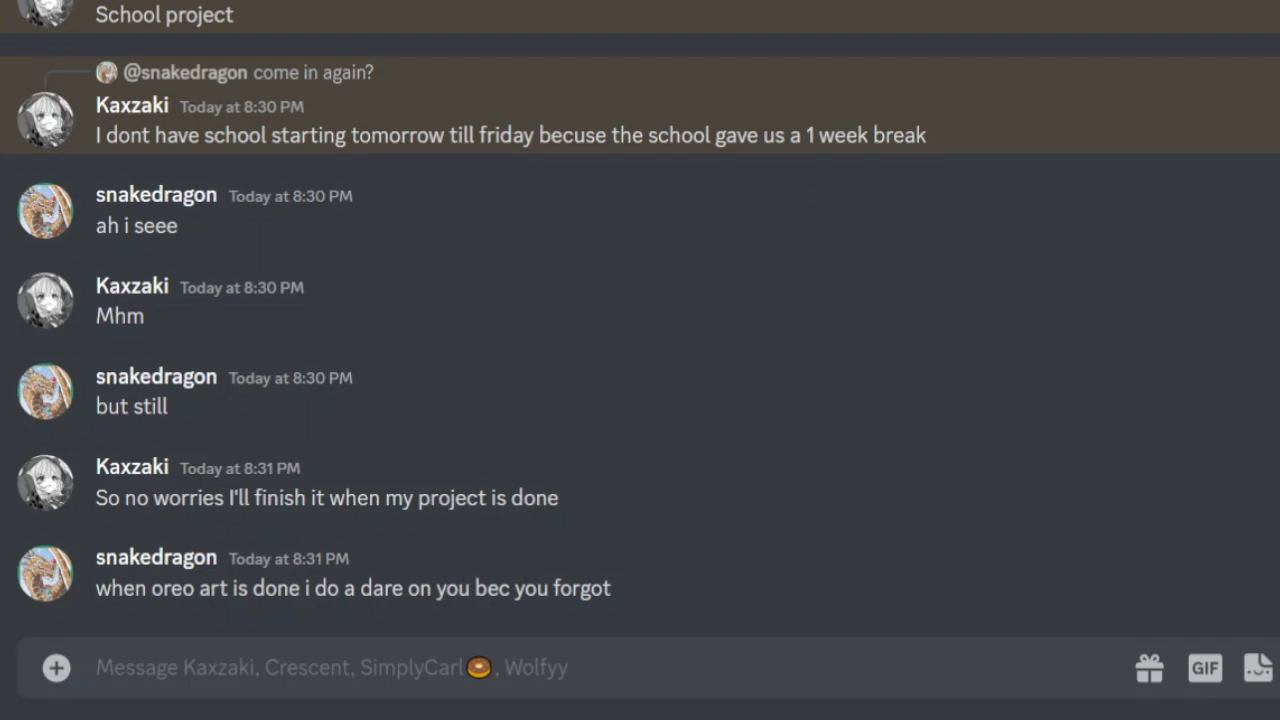 School project
@snakedragon come in again?
Kaxzaki Today at 8:30 PM
I dont have school starting tomorrow till friday becuse the school gave us a 1 week break
snakedragon Today at 8:30 PM
ah i seee
Kaxzaki Today at 8:30 PM
Mhm
snakedragon Today at 8:30 PM
but still
Kaxzaki Today at 8:31 PM
So no worries I'll finish it when my project is done
snakedragon Today at 8:31 PM
when oreo art is done i do a dare on you bec you forgot
Message Kaxzaki, Crescent, SimplyCarl🍩, Wolfyy
GIF